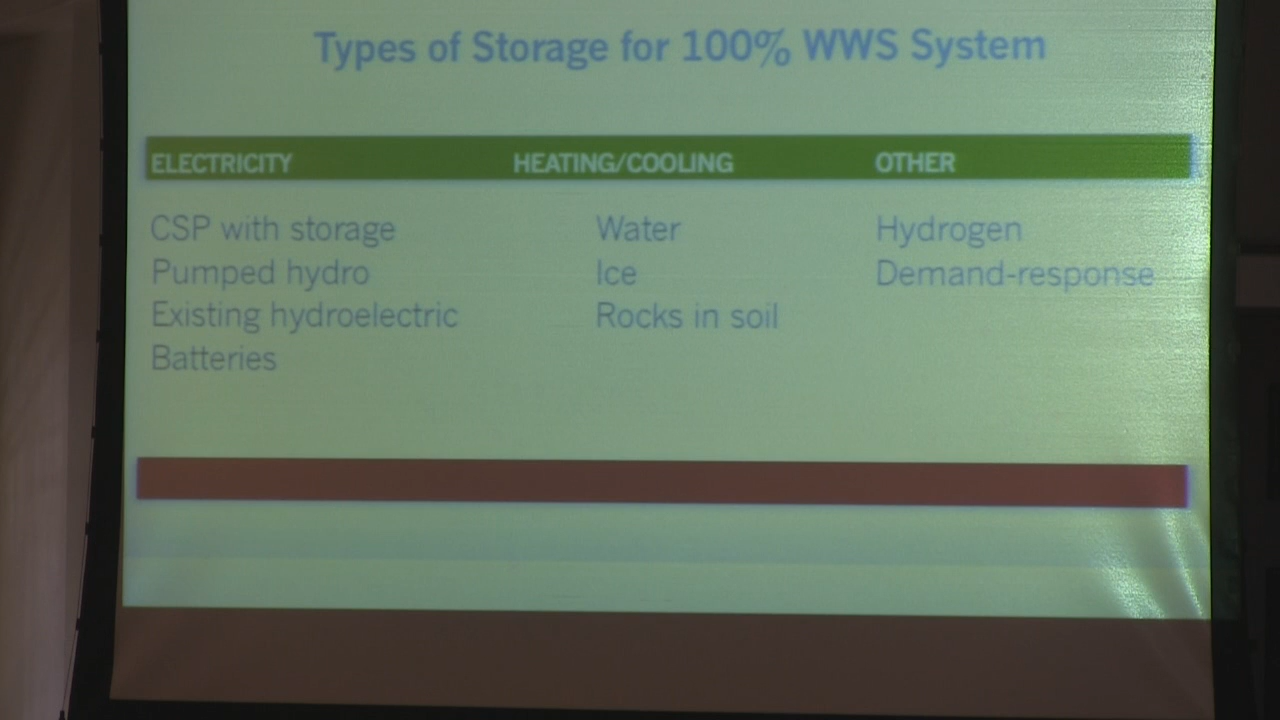 Types of Storage for 100% WWS System
ELECTRICITY HEATING/COOLING OTHER
CSP with storage Water Hydrogen
Pumped hydro Ice Demand-response
Existing hydroelectric Rocks in soil
Batteries